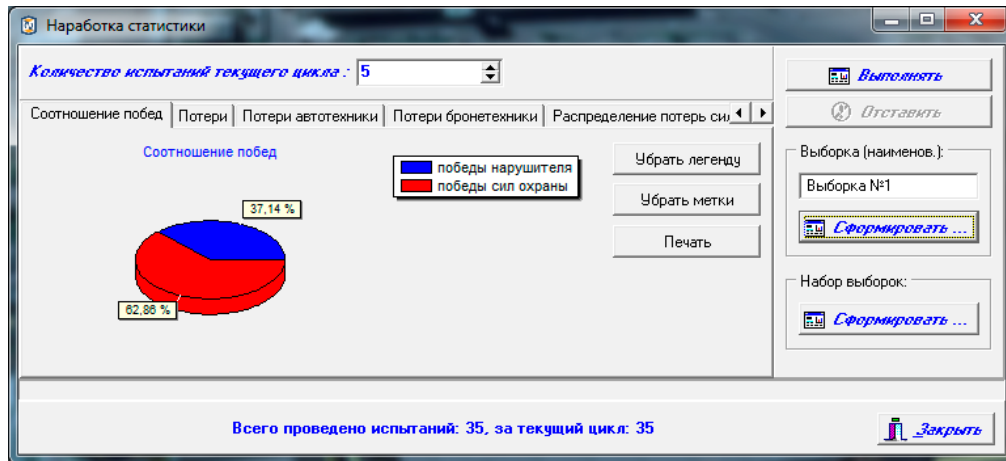 Наработка статистики
Количество испытаний текущего цикла : 5
Выполнять
Отставить
Соотношение побед Потери Потери автотехники Потери бронетехники Распределение потерь сил
Соотношение побед
победы нарушителя
победы сил охраны
37,14 %
62,86 %
Убрать легенду
Убрать метки
Печать
Выборка (наименов.):
Выборка №1
Сформировать ...
Набор выборок:
Сформировать ...
Всего проведено испытаний: 35, за текущий цикл: 35
Закрыть